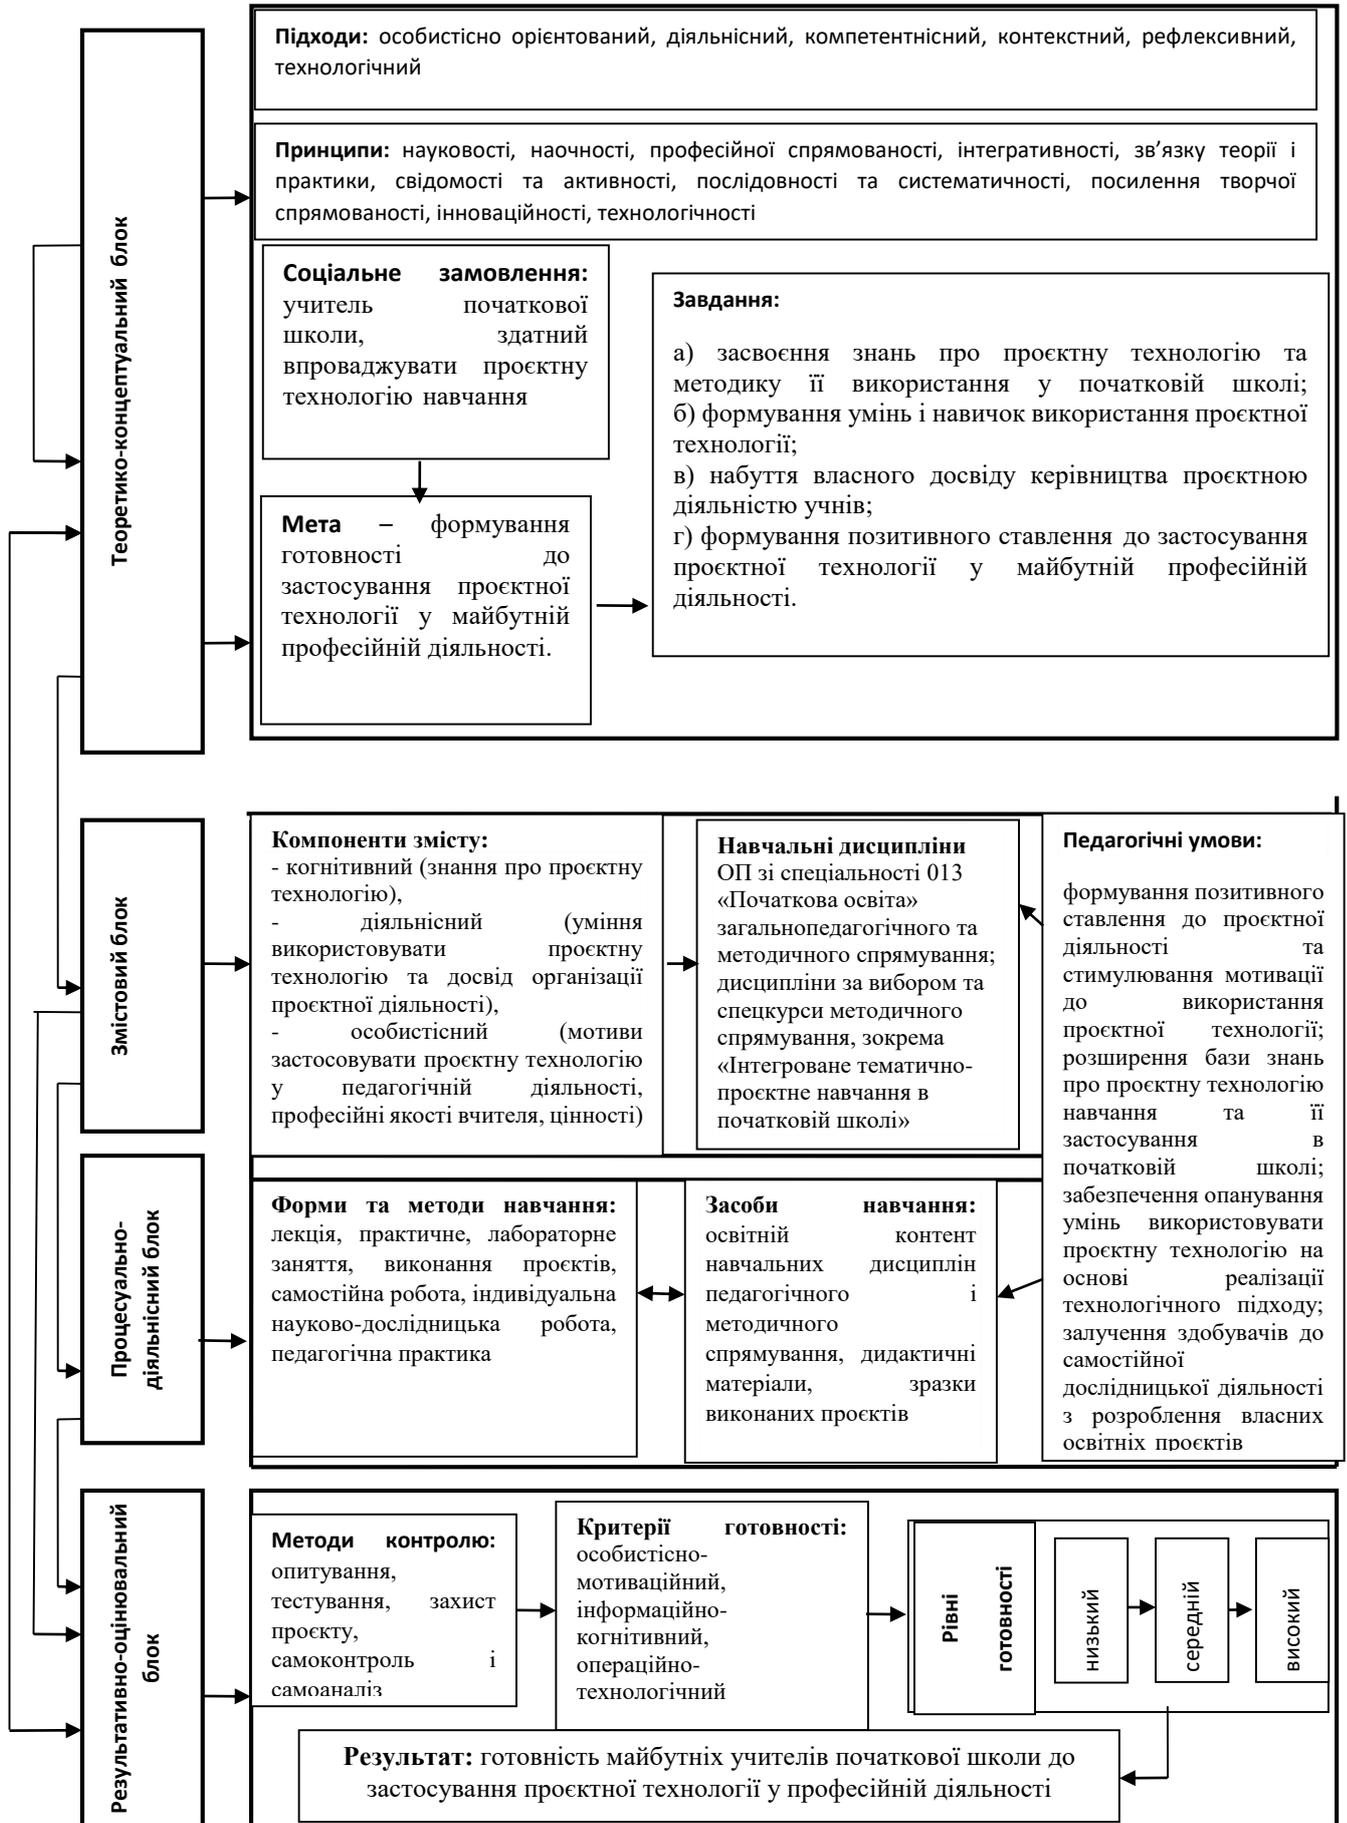 Теоретико-концептуальний блок
Підходи: особистісно орієнтований, діяльнісний, компетентнісний, контекстний, рефлексивний,
технологічний
Принципи: науковості, наочності, професійної спрямованості, інтегративності, зв’язку теорії і
практики, свідомості та активності, послідовності та систематичності, посилення творчої
спрямованості, інноваційності, технологічності
Соціальне замовлення:
учитель початкової
школи, здатний
впроваджувати проєктну
технологію навчання
Мета – формування
готовності до
застосування проєктної
технології у майбутній
професійній діяльності.
Завдання:
а) засвоєння знань про проєктну технологію та
методику її використання у початковій школі;
б) формування умінь і навичок використання проєктної
технології;
в) набуття власного досвіду керівництва проєктною
діяльністю учнів;
г) формування позитивного ставлення до застосування
проєктної технології у майбутній професійній
діяльності.
Змістовий блок
Компоненти змісту:
- когнітивний (знання про проєктну
технологію),
- діяльнісний (уміння
використовувати проєктну
технологію та досвід організації
проєктної діяльності),
- особистісний (мотиви
застосовувати проєктну технологію
у педагогічній діяльності,
професійні якості вчителя, цінності)
Навчальні дисципліни
ОП зі спеціальності 013
«Початкова освіта»
загальнопедагогічного та
методичного спрямування;
дисципліни за вибором та
спецкурси методичного
спрямування, зокрема
«Інтегроване тематично-
проєктне навчання в
початковій школі»
Педагогічні умови:
формування позитивного
ставлення до проєктної
діяльності та
стимулювання мотивації
до використання
проєктної технології;
розширення бази знань
про проєктну технологію
навчання та її
застосування в
початковій школі;
забезпечення опанування
умінь використовувати
проєктну технологію на
основі реалізації
технологічного підходу;
залучення здобувачів до
самостійної
дослідницької діяльності
з розроблення власних
освітніх проєктів
Процесуально-
діяльнісний блок
Форми та методи навчання:
лекція, практичне, лабораторне
заняття, виконання проєктів,
самостійна робота, індивідуальна
науково-дослідницька робота,
педагогічна практика
Засоби навчання:
освітній контент
навчальних дисциплін
педагогічного і
методичного
спрямування, дидактичні
матеріали, зразки
виконаних проєктів
Результативно-оцінювальний
блок
Методи контролю:
опитування,
тестування, захист
проєкту,
самоконтроль і
самоаналіз
Критерії готовності:
особистісно-
мотиваційний,
інформаційно-
когнітивний,
операційно-
технологічний
Рівні
готовності
низький
середній
високий
Результат: готовність майбутніх учителів початкової школи до
застосування проєктної технології у професійній діяльності